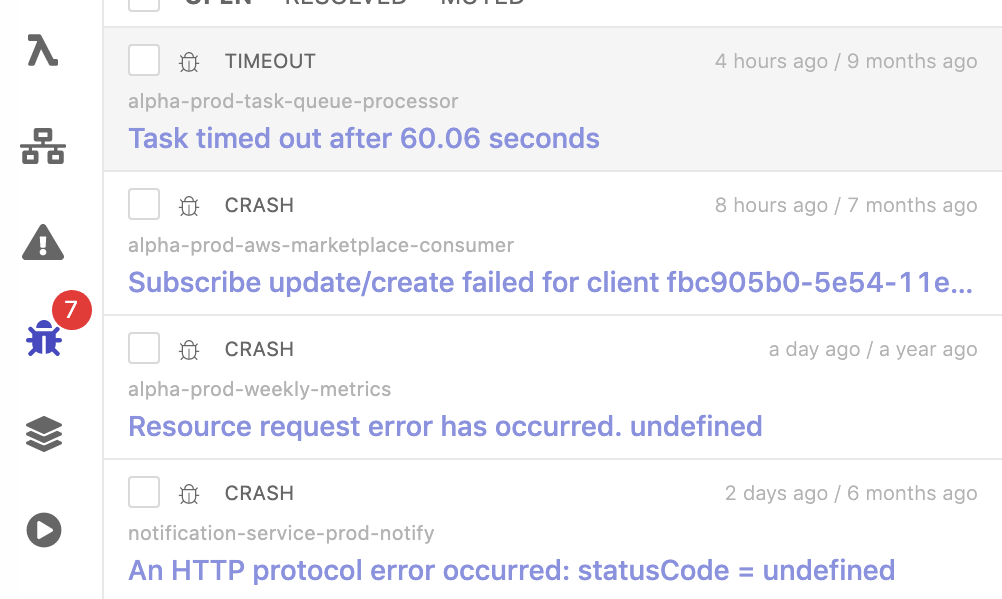 OPEN RESOLVED MUTED
TIMEOUT 4 hours ago / 9 months ago
alpha-prod-task-queue-processor
Task timed out after 60.06 seconds
CRASH 8 hours ago / 7 months ago
alpha-prod-aws-marketplace-consumer
Subscribe update/create failed for client fbc905b0-5e54-11e...
7
CRASH a day ago / a year ago
alpha-prod-weekly-metrics
Resource request error has occurred. undefined
CRASH 2 days ago / 6 months ago
notification-service-prod-notify
An HTTP protocol error occurred: statusCode = undefined